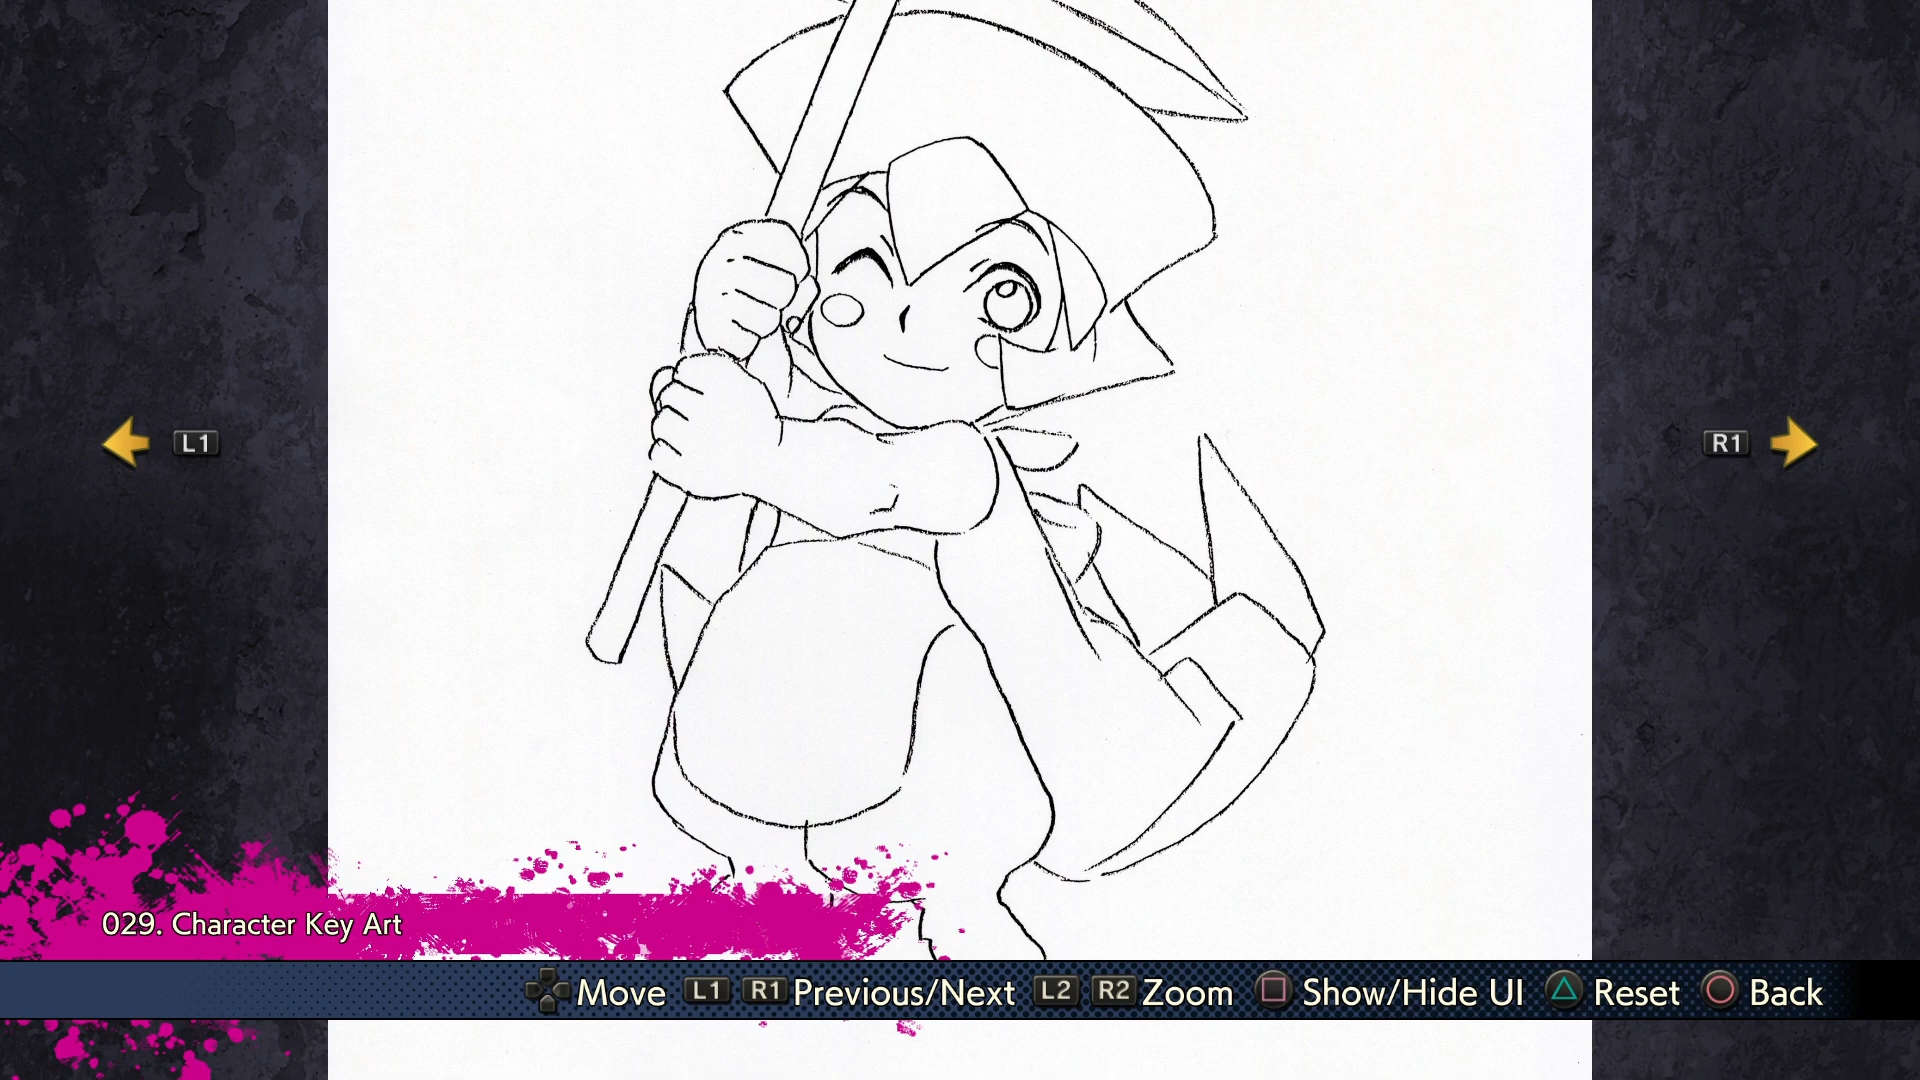 L1
R1
029. Character Key Art
Move L1 R1 Previous/Next L2 R2 Zoom Show/Hide UI Reset Back